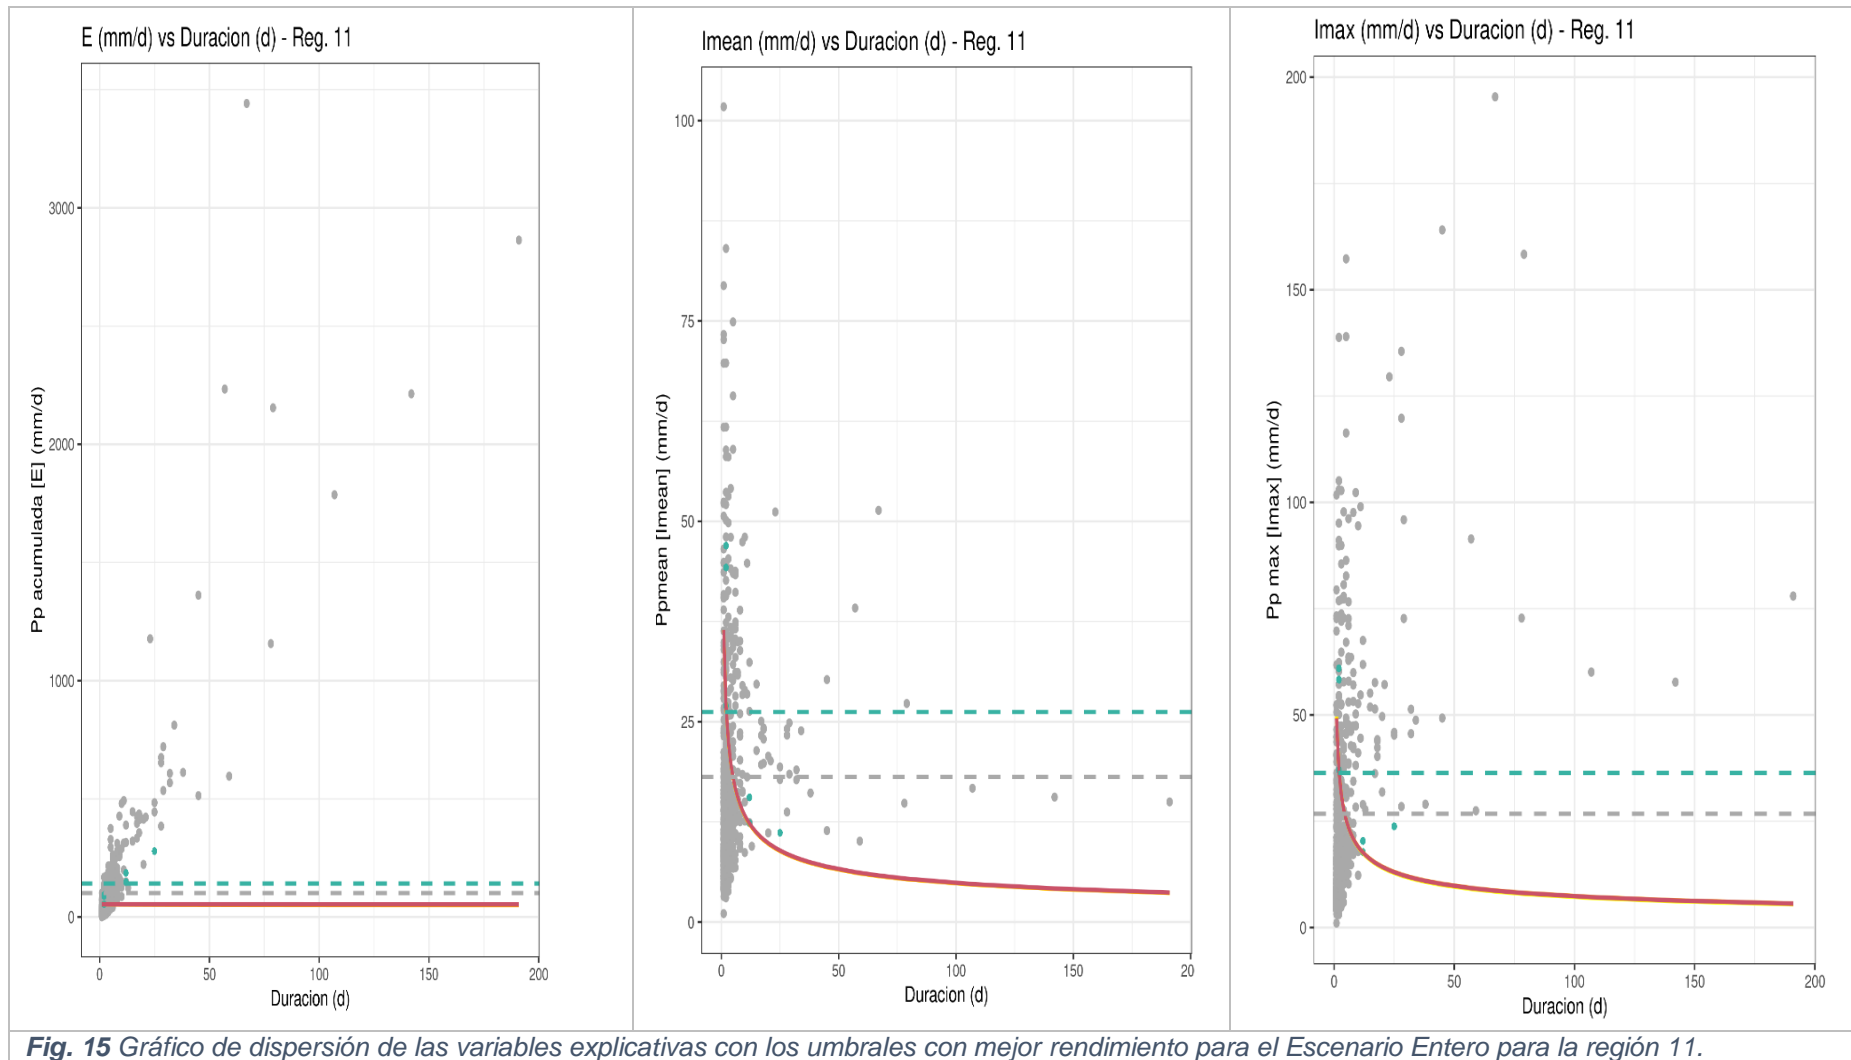 E (mm/d) vs Duracion (d) - Reg. 11
Pp acumulada [E] (mm/d)
3000
2000
1000
0
0 50 100 150 200
Duracion (d)
Imean (mm/d) vs Duracion (d) - Reg. 11
Ppmean [Imean] (mm/d)
100
75
50
25
0
0 50 100 150 20
Duracion (d)
Imax (mm/d) vs Duracion (d) - Reg. 11
Pp max [Imax] (mm/d)
200
150
100
50
0
0 50 100 150 200
Duracion (d)
Fig. 15 Gráfico de dispersión de las variables explicativas con los umbrales con mejor rendimiento para el Escenario Entero para la región 11.